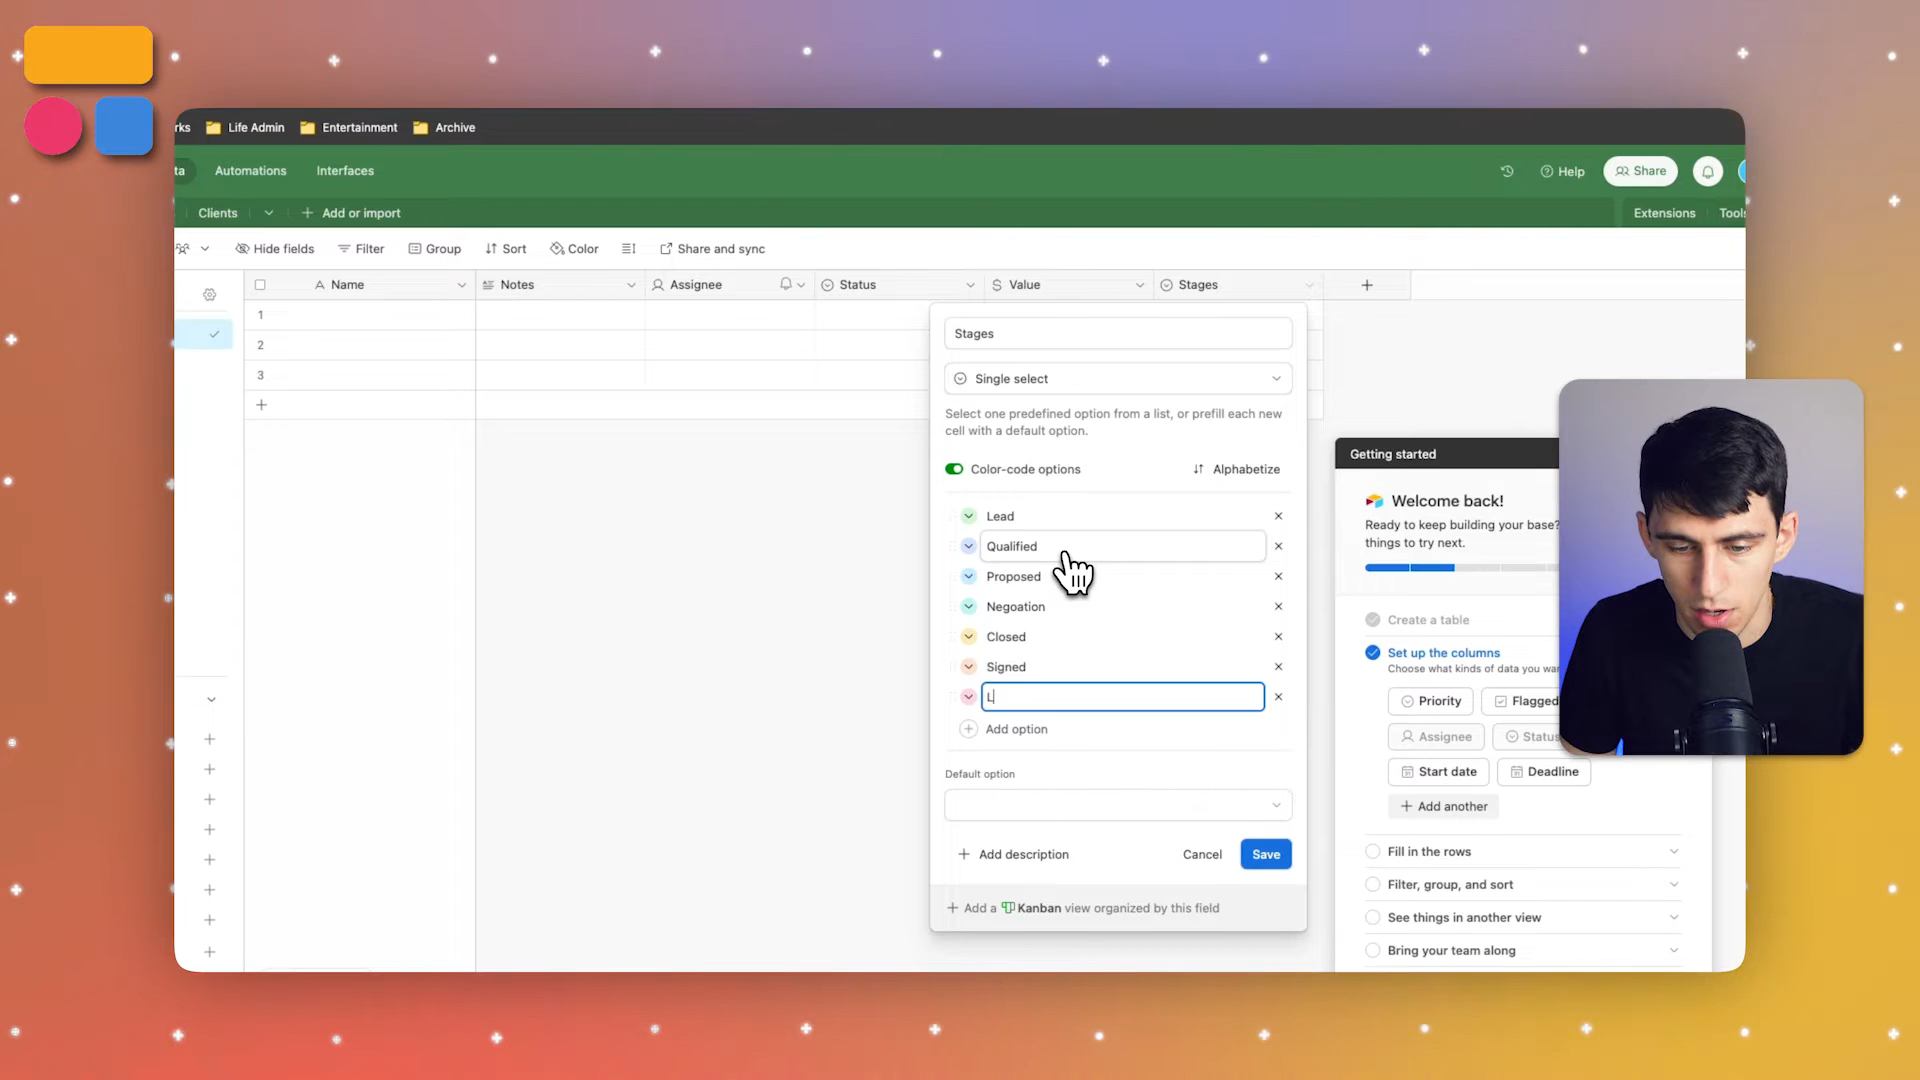 rks Life Admin Entertainment Archive
ta Automations Interfaces Help Share
Clients Add or import Extensions Tools
Hide fields Filter Group Sort Color Share and sync
Name Notes Assignee Status Value Stages
1
2
3
Stages
Single select
Select one predefined option from a list, or prefill each new
cell with a default option.
Color-code options Alphabetize
Lead
Qualified
Proposed
Negoation
Closed
Signed
L
Add option
Default option
Add description Cancel Save
Add a Kanban view organized by this field
Getting started
Welcome back!
Ready to keep building your base?
things to try next.
Create a table
Set up the columns
Choose what kinds of data you wa
Priority Flagged
Assignee Status
Start date Deadline
Add another
Fill in the rows
Filter, group, and sort
See things in another view
Bring your team along